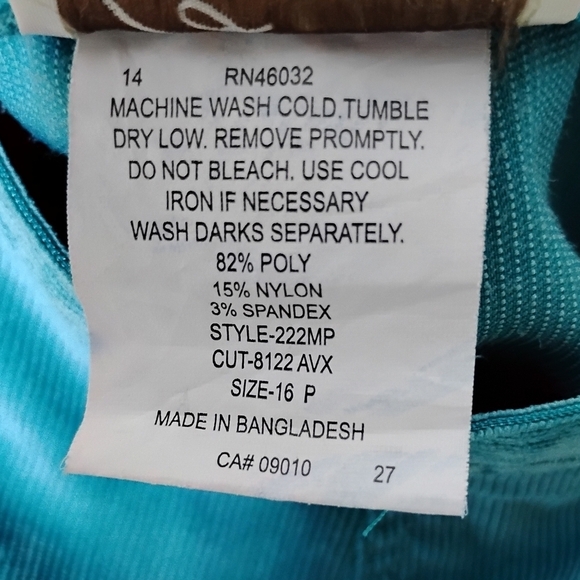 14 RN46032
MACHINE WASH COLD.TUMBLE
DRY LOW. REMOVE PROMPTLY.
DO NOT BLEACH. USE COOL
IRON IF NECESSARY
WASH DARKS SEPARATELY.
82% POLY
15% NYLON
3% SPANDEX
STYLE-222MP
CUT-8122 AVX
SIZE-16 P
MADE IN BANGLADESH
CA# 09010 27